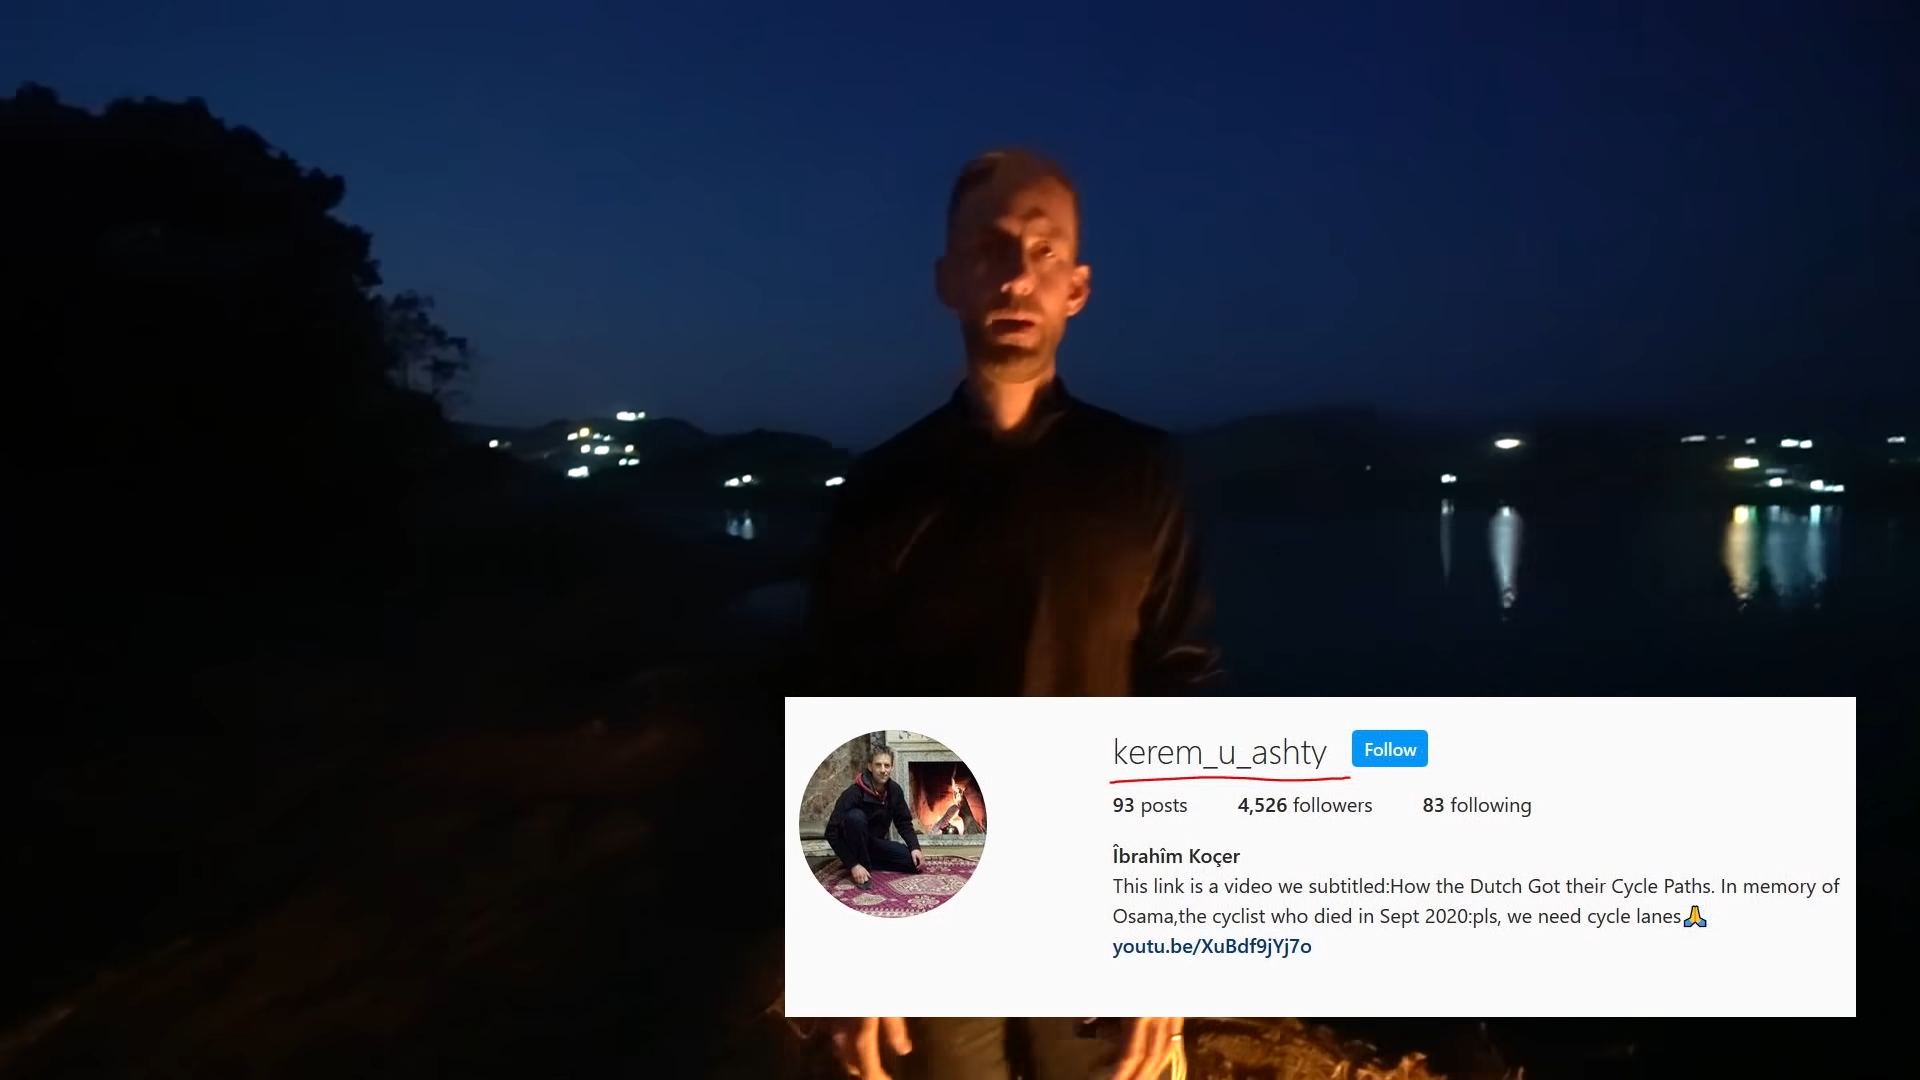 kerem_u_ashty Follow
93 posts 4,526 followers 83 following
Îbrahîm Koçer
This link is a video we subtitled:How the Dutch Got their Cycle Paths. In memory of
Osama,the cyclist who died in Sept 2020:pls, we need cycle lanes🙏
youtu.be/XuBdf9jYj7o